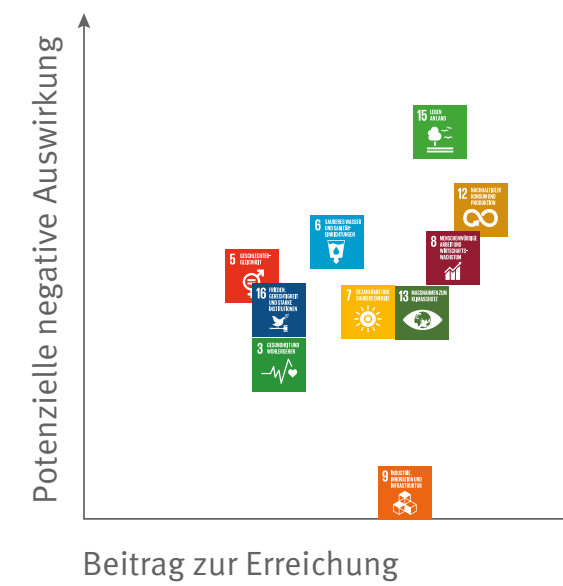 Potenzielle negative Auswirkung
15 LEBEN
AN LAND
12 NACHHALTIGER
KONSUM UND
PRODUKTION
6 SAUBERES WASSER
UND SANITÄR-
EINRICHTUNGEN
8 MENSCHENWÜRDIGE
ARBEIT UND
WIRTSCHAFTS-
WACHSTUM
5 GESCHLECHTER-
GLEICHHEIT
16 FRIEDEN,
GERECHTIGKEIT
UND STARKE
INSTITUTIONEN
7 BEZAHLBARE UND
SAUBERE ENERGIE
13 MASSNAHMEN ZUM
KLIMASCHUTZ
3 GESUNDHEIT UND
WOHLERGEHEN
9 INDUSTRIE,
INNOVATION UND
INFRASTRUKTUR
Beitrag zur Erreichung